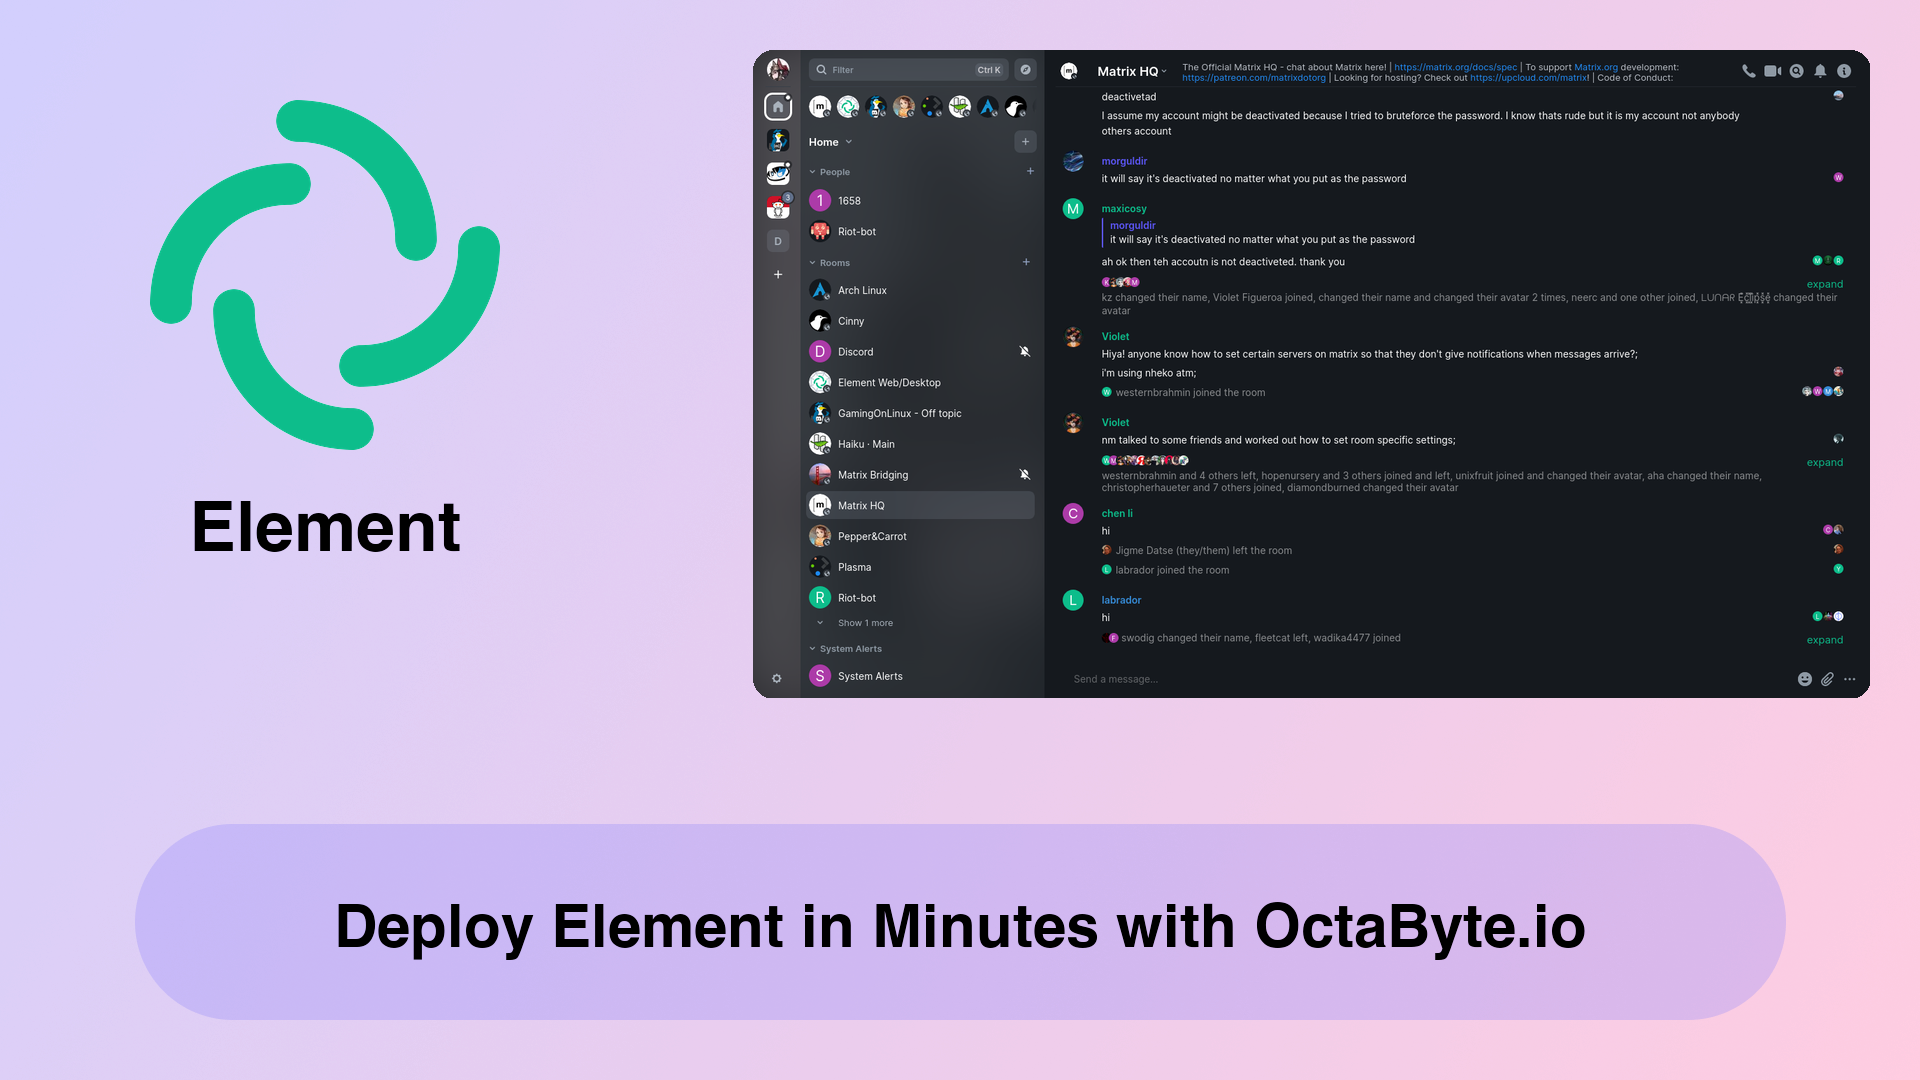 Element
Filter
Ctrl K
Home
People
1
1658
Riot-bot
Rooms
Arch Linux
Cinny
D
Discord
Element Web/Desktop
GamingOnLinux - Off topic
Haiku · Main
Matrix Bridging
Matrix HQ
Pepper&Carrot
Plasma
R
Riot-bot
Show 1 more
System Alerts
S
System Alerts
3
D
Matrix HQ
The Official Matrix HQ - chat about Matrix here! | https://matrix.org/docs/spec | To support Matrix.org development:
https://patreon.com/matrixdotorg | Looking for hosting? Check out https://upcloud.com/matrix! | Code of Conduct:
deactivetad
I assume my account might be deactivated because I tried to bruteforce the password. I know thats rude but it is my account not anybody
others account
morguldir
it will say it's deactivated no matter what you put as the password
M
maxicosy
morguldir
it will say it's deactivated no matter what you put as the password
ah ok then teh accoutn is not deactiveted. thank you
expand
kz changed their name, Violet Figueroa joined, changed their name and changed their avatar 2 times, neerc and one other joined, LUNAR changed their
avatar
Violet
Hiya! anyone know how to set certain servers on matrix so that they don't give notifications when messages arrive?;
i'm using nheko atm;
westernbrahmin joined the room
Violet
nm talked to some friends and worked out how to set room specific settings;
expand
westernbrahmin and 4 others left, hopenursery and 3 others joined and left, unixfruit joined and changed their avatar, aha changed their name,
christopherhaueter and 7 others joined, diamondburned changed their avatar
C
chen li
hi
Jigme Datse (they/them) left the room
labrador joined the room
L
labrador
hi
swodig changed their name, fleetcat left, wadika4477 joined
expand
Send a message…
Deploy Element in Minutes with OctaByte.io